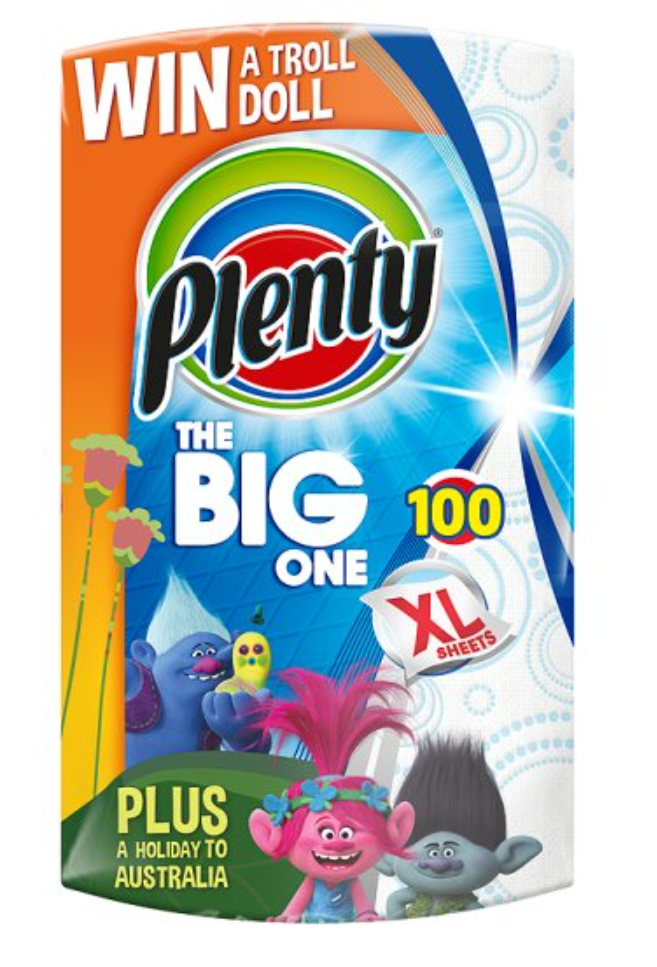 WIN A TROLL
DOLL
Plenty®
THE
BIG
ONE
100
XL
SHEETS
PLUS
A HOLIDAY TO
AUSTRALIA